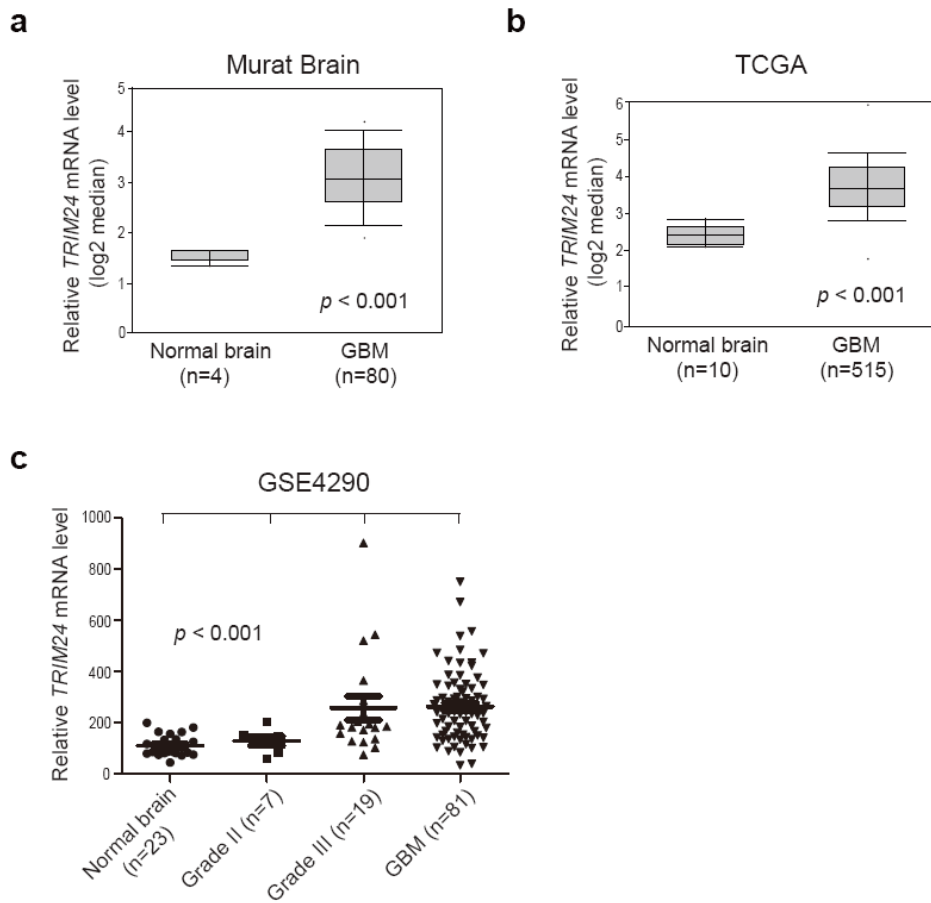 a
Murat Brain
Relative TRIM24 mRNA level
(log2 median)
5
4
3
2
1
0
p < 0.001
Normal brain
(n=4)
GBM
(n=80)
b
TCGA
Relative TRIM24 mRNA level
(log2 median)
6
5
4
3
2
1
0
p < 0.001
Normal brain
(n=10)
GBM
(n=515)
c
GSE4290
Relative TRIM24 mRNA level
1000
800
600
400
200
0
p < 0.001
Normal brain
(n=23)
Grade II (n=7)
Grade III (n=19)
GBM (n=81)